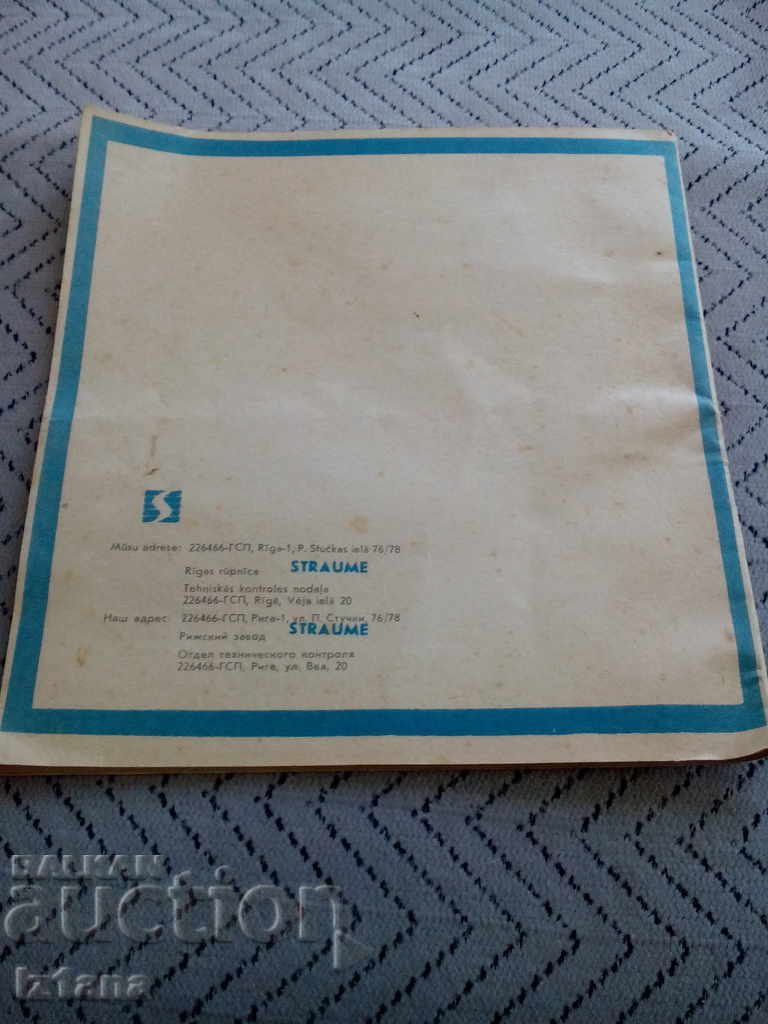 Mūsu adrese: 226466-ГСП, Rīga-1, P. Stučkas ielā 76/78
Rīgas rūpnīca STRAUME
Tehniskās kontroles nodaļa
226466-ГСП, Rīgā, Vēja ielā 20
Наш адрес: 226466-ГСП, Рига-1, ул. П. Стучки, 76/78
Рижский завод STRAUME
Отдел технического контроля
226466-ГСП, Рига, ул. Вея, 20
BALKAN
auction
iz1ana